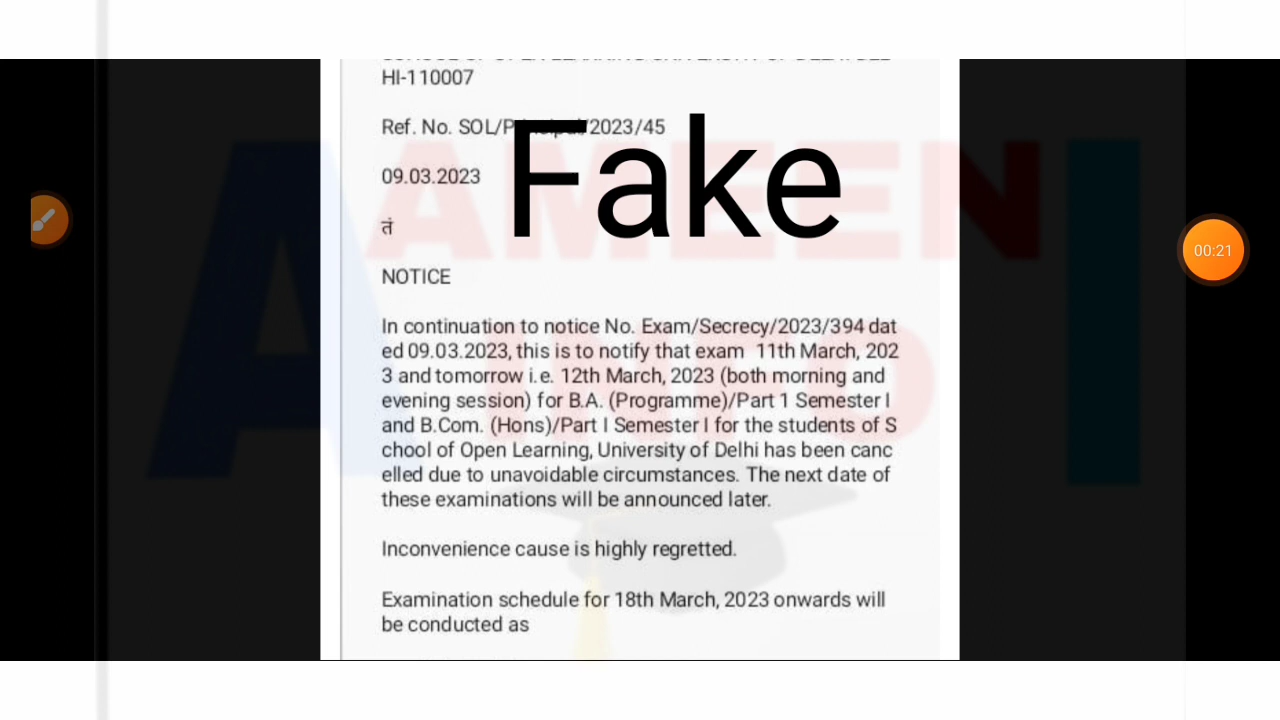 HI-110007
Ref. No. SOL/Principal/2023/45
Fake
09.03.2023
तं
NOTICE
In continuation to notice No. Exam/Secrecy/2023/394 dat
ed 09.03.2023, this is to notify that exam 11th March, 202
3 and tomorrow i.e. 12th March, 2023 (both morning and
evening session) for B.A. (Programme)/Part 1 Semester I
and B.Com. (Hons)/Part I Semester I for the students of S
chool of Open Learning, University of Delhi has been canc
elled due to unavoidable circumstances. The next date of
these examinations will be announced later.
Inconvenience cause is highly regretted.
Examination schedule for 18th March, 2023 onwards will
be conducted as
AMEEN
INFO
00:21